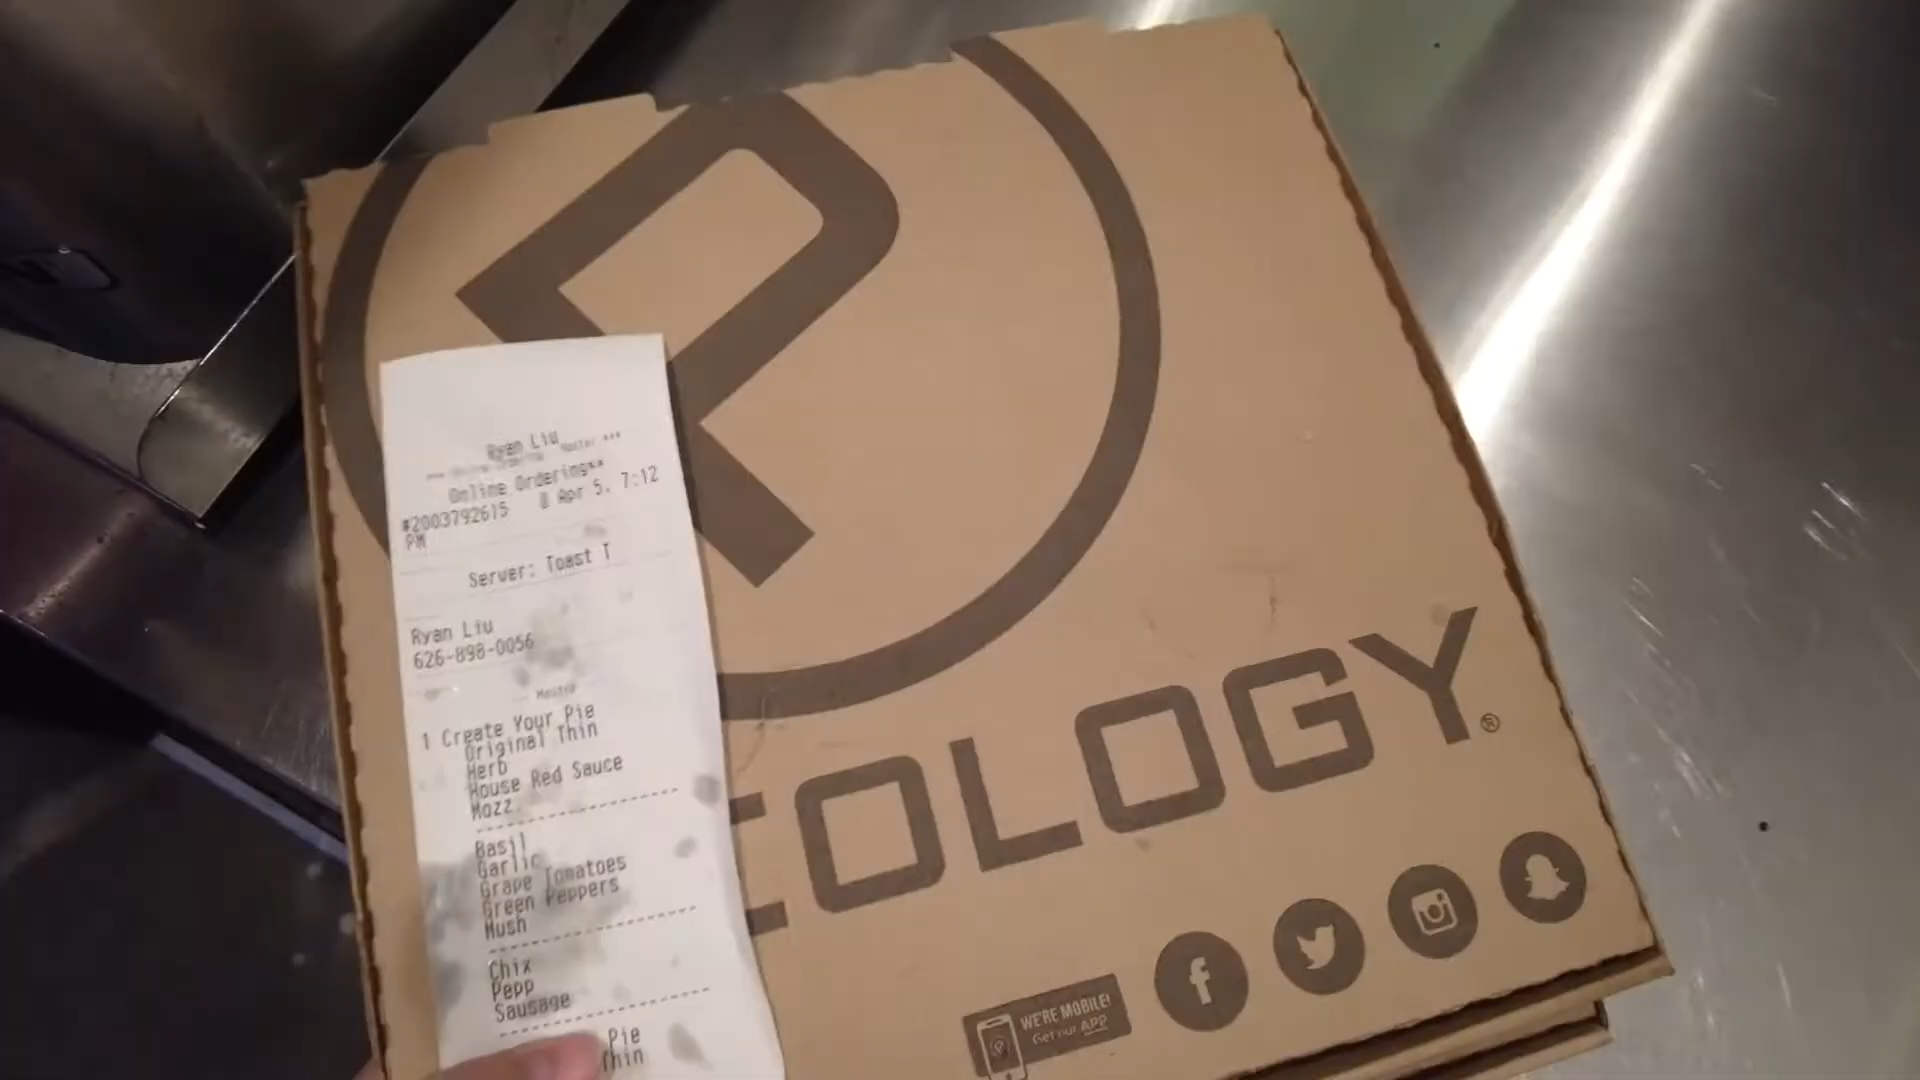 Ryan Liu
Online Ordering**
#2003792615 @ Apr 5, 7:12
PM
Server: Toast T
Ryan Liu
626-898-0056
Master
1 Create Your Pie
Original Thin
Herb
House Red Sauce
Mozz
Basil
Garlic
Grape Tomatoes
Green Peppers
Mush
Chix
Pepp
Sausage
Pie
Thin
EOLOGY®
WE'RE MOBILE!
Get our APP